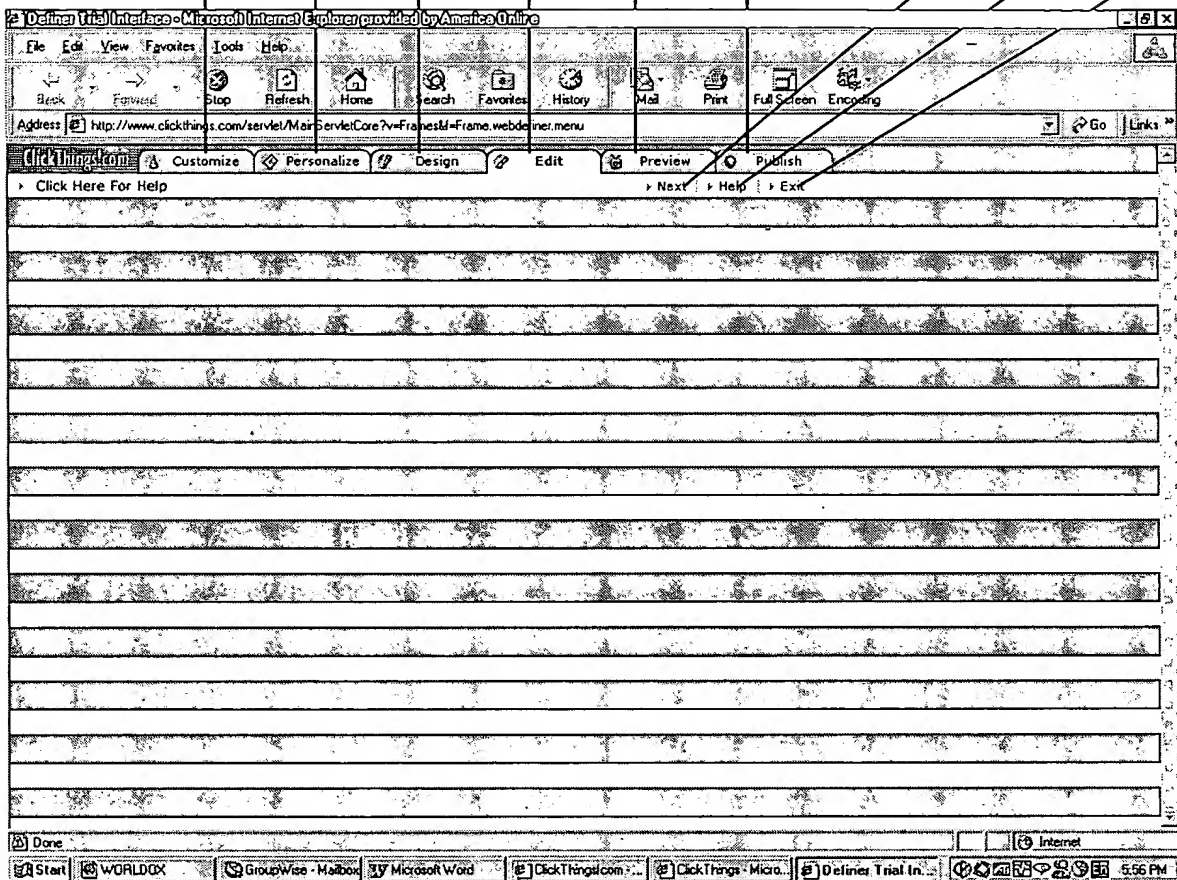 Definer Trial Interface - Microsoft Internet Explorer provided by America Online
File Edit View Favorites Tools Help
Back Forward Stop Refresh Home Search Favorites History Mail Print Full Screen Encoding
Address http://www.clickthings.com/servlet/MainServletCore?v=Frames&l=Frame.webdefiner.menu Go Links »
ClickThings!com Customize Personalize Design Edit Preview Publish
Click Here For Help Next Help Exit
Done Internet
Start WORLDOX GroupWise - Mailbox Microsoft Word ClickThings!com -... ClickThings - Micro... Definer Trial In... 5:56 PM